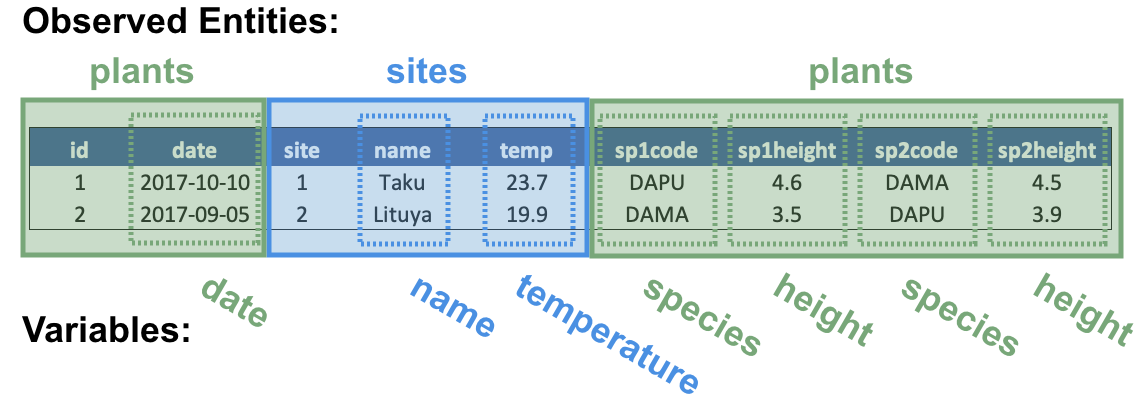 Observed Entities:
plants sites plants
id date site name temp sp1code sp1height sp2code sp2height
1 2017-10-10 1 Taku 23.7 DAPU 4.6 DAMA 4.5
2 2017-09-05 2 Lituya 19.9 DAMA 3.5 DAPU 3.9
date name temperature species height species height
Variables: